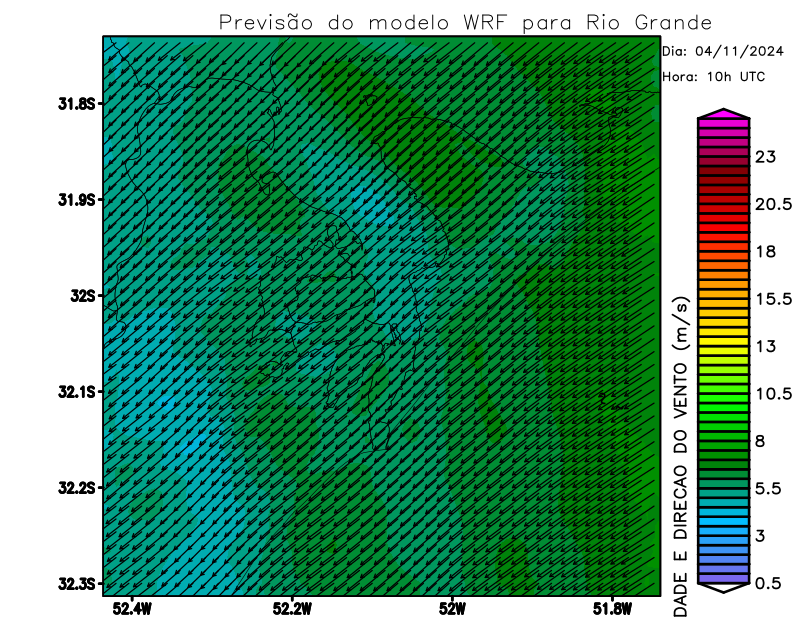 Previsão do modelo WRF para Rio Grande
Dia: 04/11/2024
Hora: 10h UTC
31.8S
31.9S
32S
32.1S
32.2S
32.3S
52.4W
52.2W
52W
51.8W
23
20.5
18
15.5
13
10.5
8
5.5
3
0.5
DADE E DIRECAO DO VENTO (m/s)